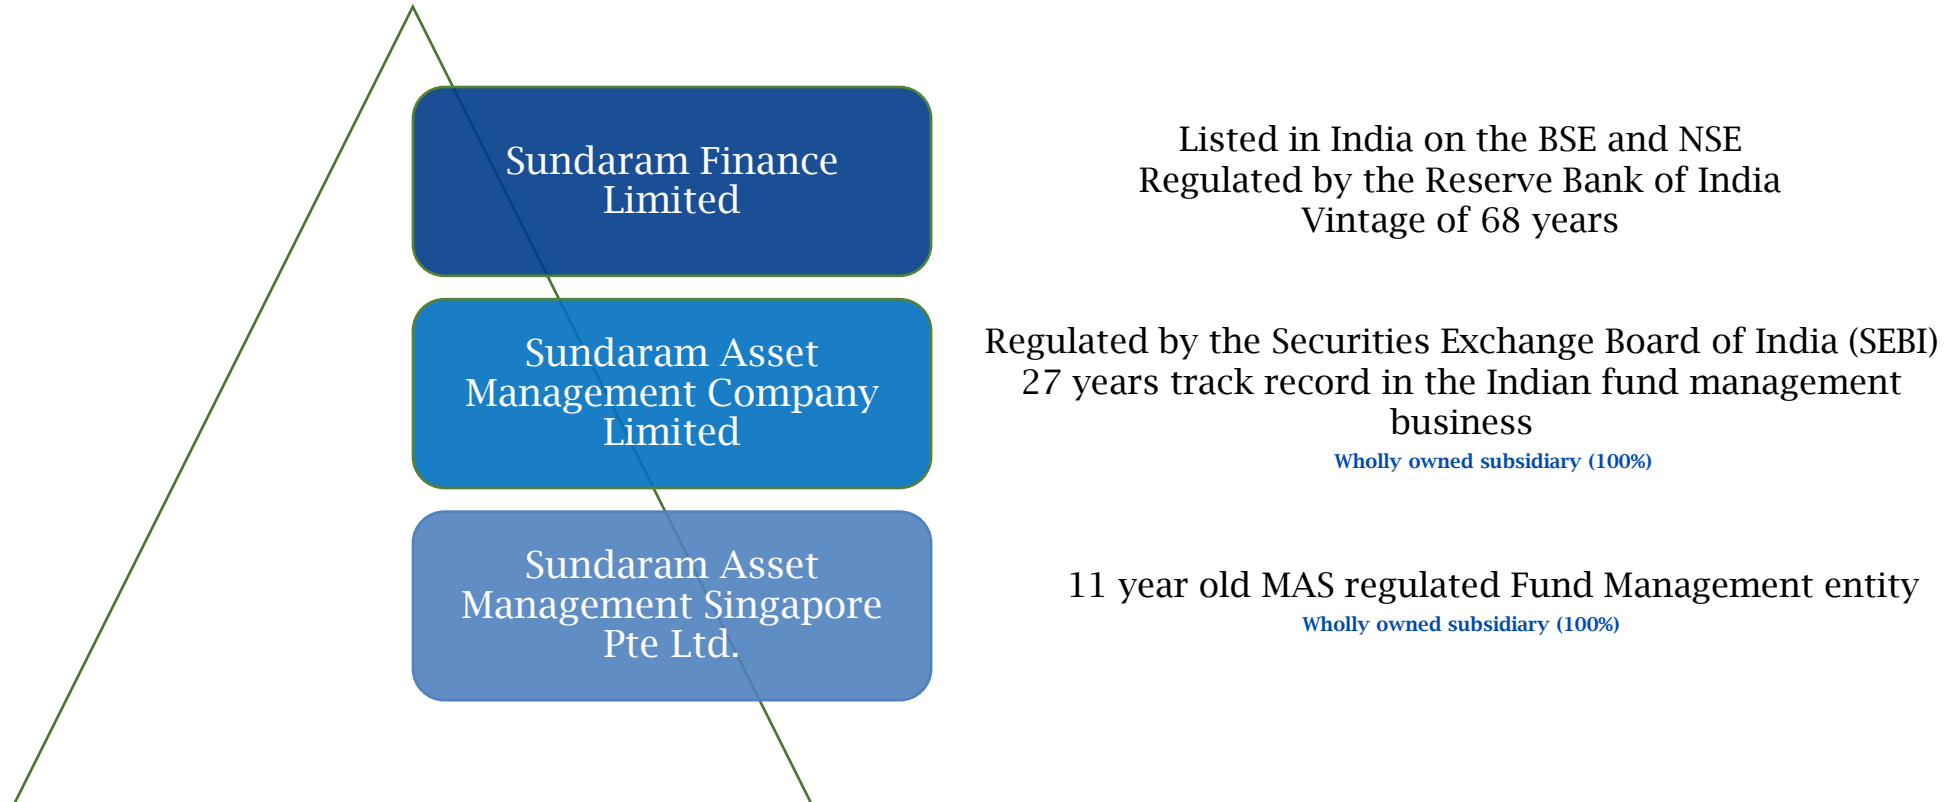 Sundaram Finance
Limited
Listed in India on the BSE and NSE
Regulated by the Reserve Bank of India
Vintage of 68 years
Sundaram Asset
Management Company
Limited
Regulated by the Securities Exchange Board of India (SEBI)
27 years track record in the Indian fund management
business
Wholly owned subsidiary (100%)
Sundaram Asset
Management Singapore
Pte Ltd.
11 year old MAS regulated Fund Management entity
Wholly owned subsidiary (100%)